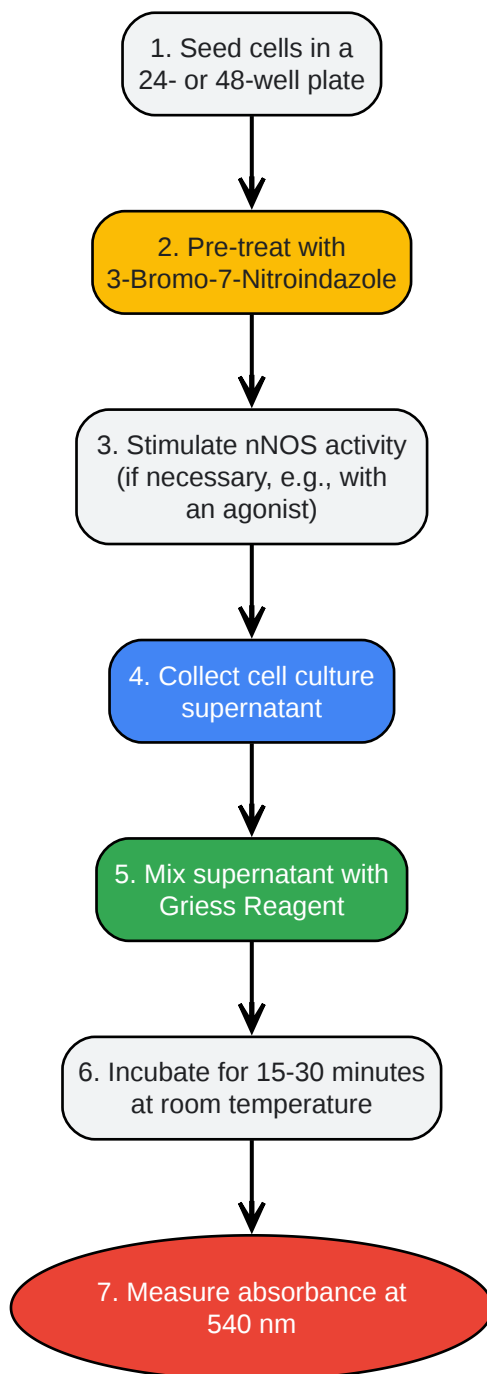 1. Seed cells in a
24- or 48-well plate
2. Pre-treat with
3-Bromo-7-Nitroindazole
3. Stimulate nNOS activity
(if necessary, e.g., with
an agonist)
4. Collect cell culture
supernatant
5. Mix supernatant with
Griess Reagent
6. Incubate for 15-30 minutes
at room temperature
7. Measure absorbance at
540 nm